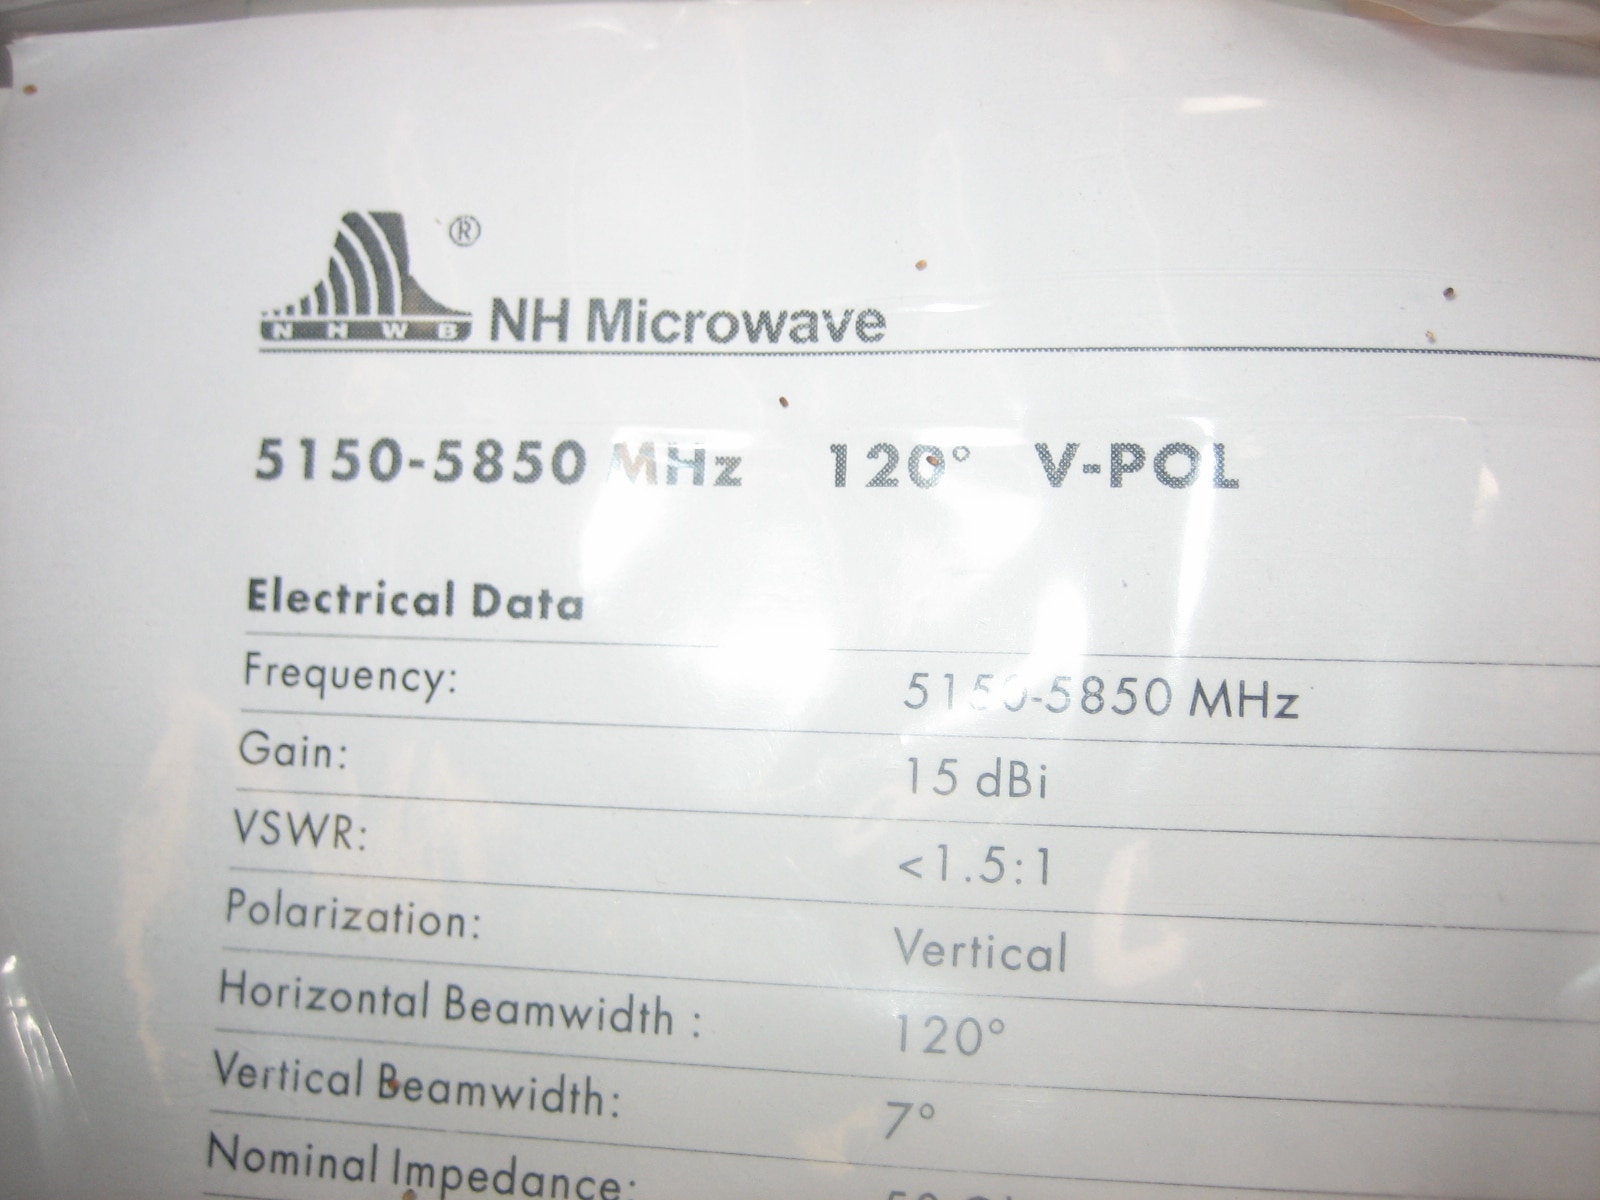 ®
N H W B NH Microwave
5150-5850 MHz 120° V-POL
Electrical Data
Frequency: 5150-5850 MHz
Gain: 15 dBi
VSWR: <1.5:1
Polarization: Vertical
Horizontal Beamwidth : 120°
Vertical Beamwidth: 7°
Nominal Impedance: